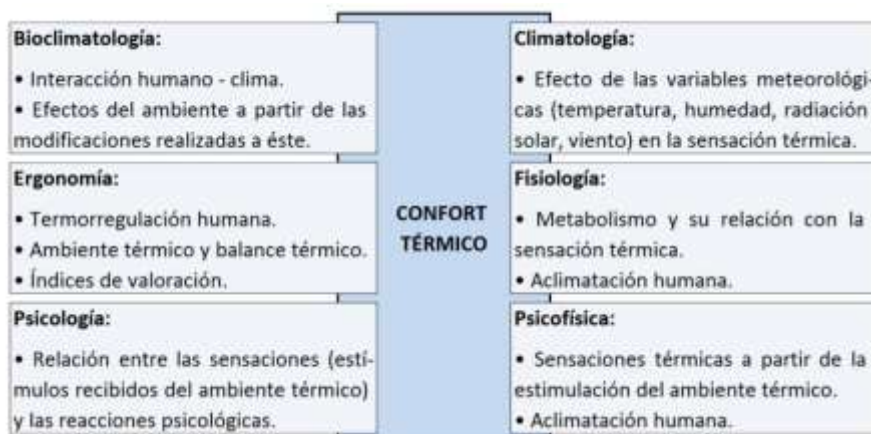 Bioclimatología:
• Interacción humano - clima.
• Efectos del ambiente a partir de las
modificaciones realizadas a éste.
Ergonomía:
• Termorregulación humana.
• Ambiente térmico y balance térmico.
• Índices de valoración.
Psicología:
• Relación entre las sensaciones (estí-
mulos recibidos del ambiente térmico)
y las reacciones psicológicas.
CONFORT
TÉRMICO
Climatología:
• Efecto de las variables meteorológi-
cas (temperatura, humedad, radiación
solar, viento) en la sensación térmica.
Fisiología:
• Metabolismo y su relación con la
sensación térmica.
• Aclimatación humana.
Psicofísica:
• Sensaciones térmicas a partir de la
estimulación del ambiente térmico.
• Aclimatación humana.